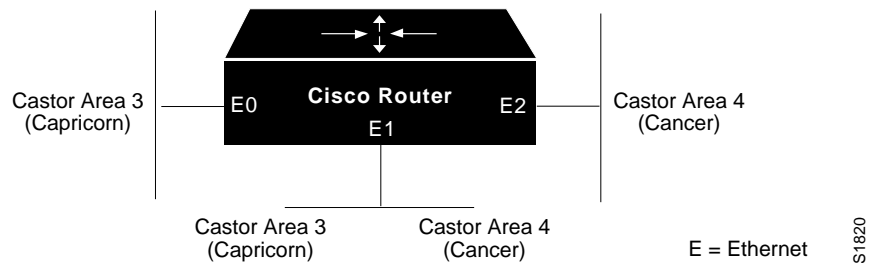 Cisco Router
E0
E1
E2
Castor Area 3
(Capricorn)
Castor Area 4
(Cancer)
Castor Area 3
(Capricorn)
Castor Area 4
(Cancer)
E = Ethernet
S1820